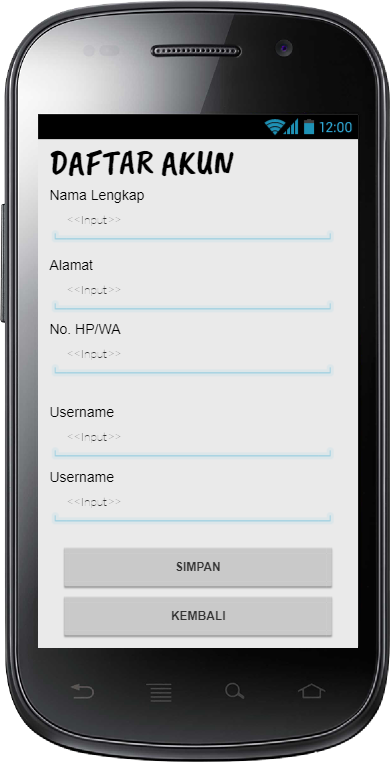 12:00
DAFTAR AKUN
Nama Lengkap
<<Input>>
Alamat
<<Input>>
No. HP/WA
<<Input>>
Username
<<Input>>
Username
<<Input>>
SIMPAN
KEMBALI